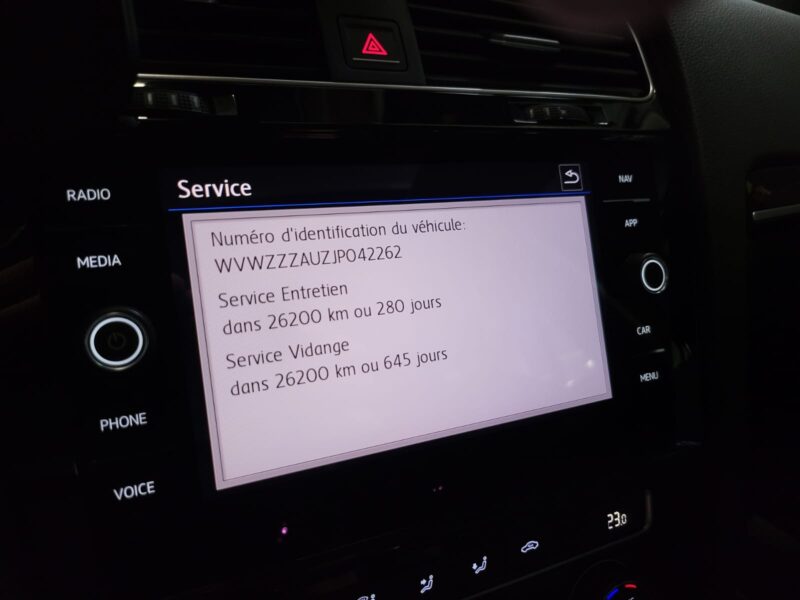 RADIO
MEDIA
PHONE
VOICE
Service
Numéro d'identification du véhicule:
WVWZZZAUZJP042262
Service Entretien
dans 26200 km ou 280 jours
Service Vidange
dans 26200 km ou 645 jours
NAV
APP
CAR
MENU
23.0